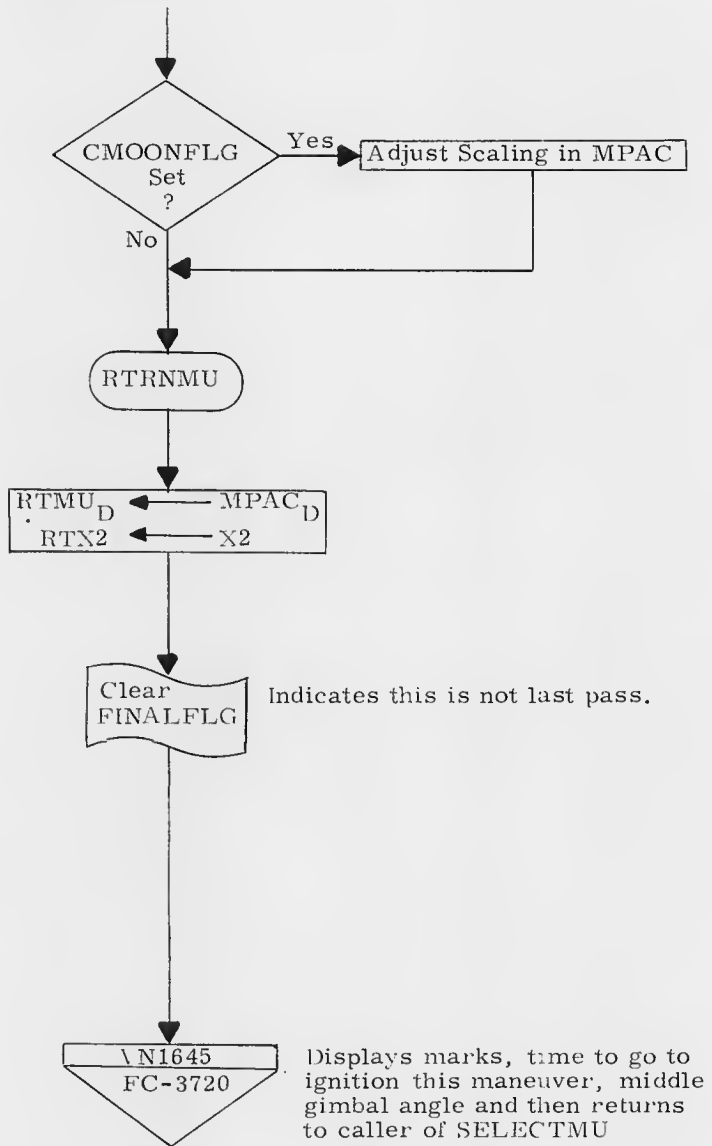 CMOONFLG
Set
?
Yes
Adjust Scaling in MPAC
No
RTRNMU
RTMU_D ← MPAC_D
RTX2 ← X2
Clear
FINALFLG
Indicates this is not last pass.
\N1645
FC-3720
Displays marks, time to go to
ignition this maneuver, middle
gimbal angle and then returns
to caller of SELECTMU